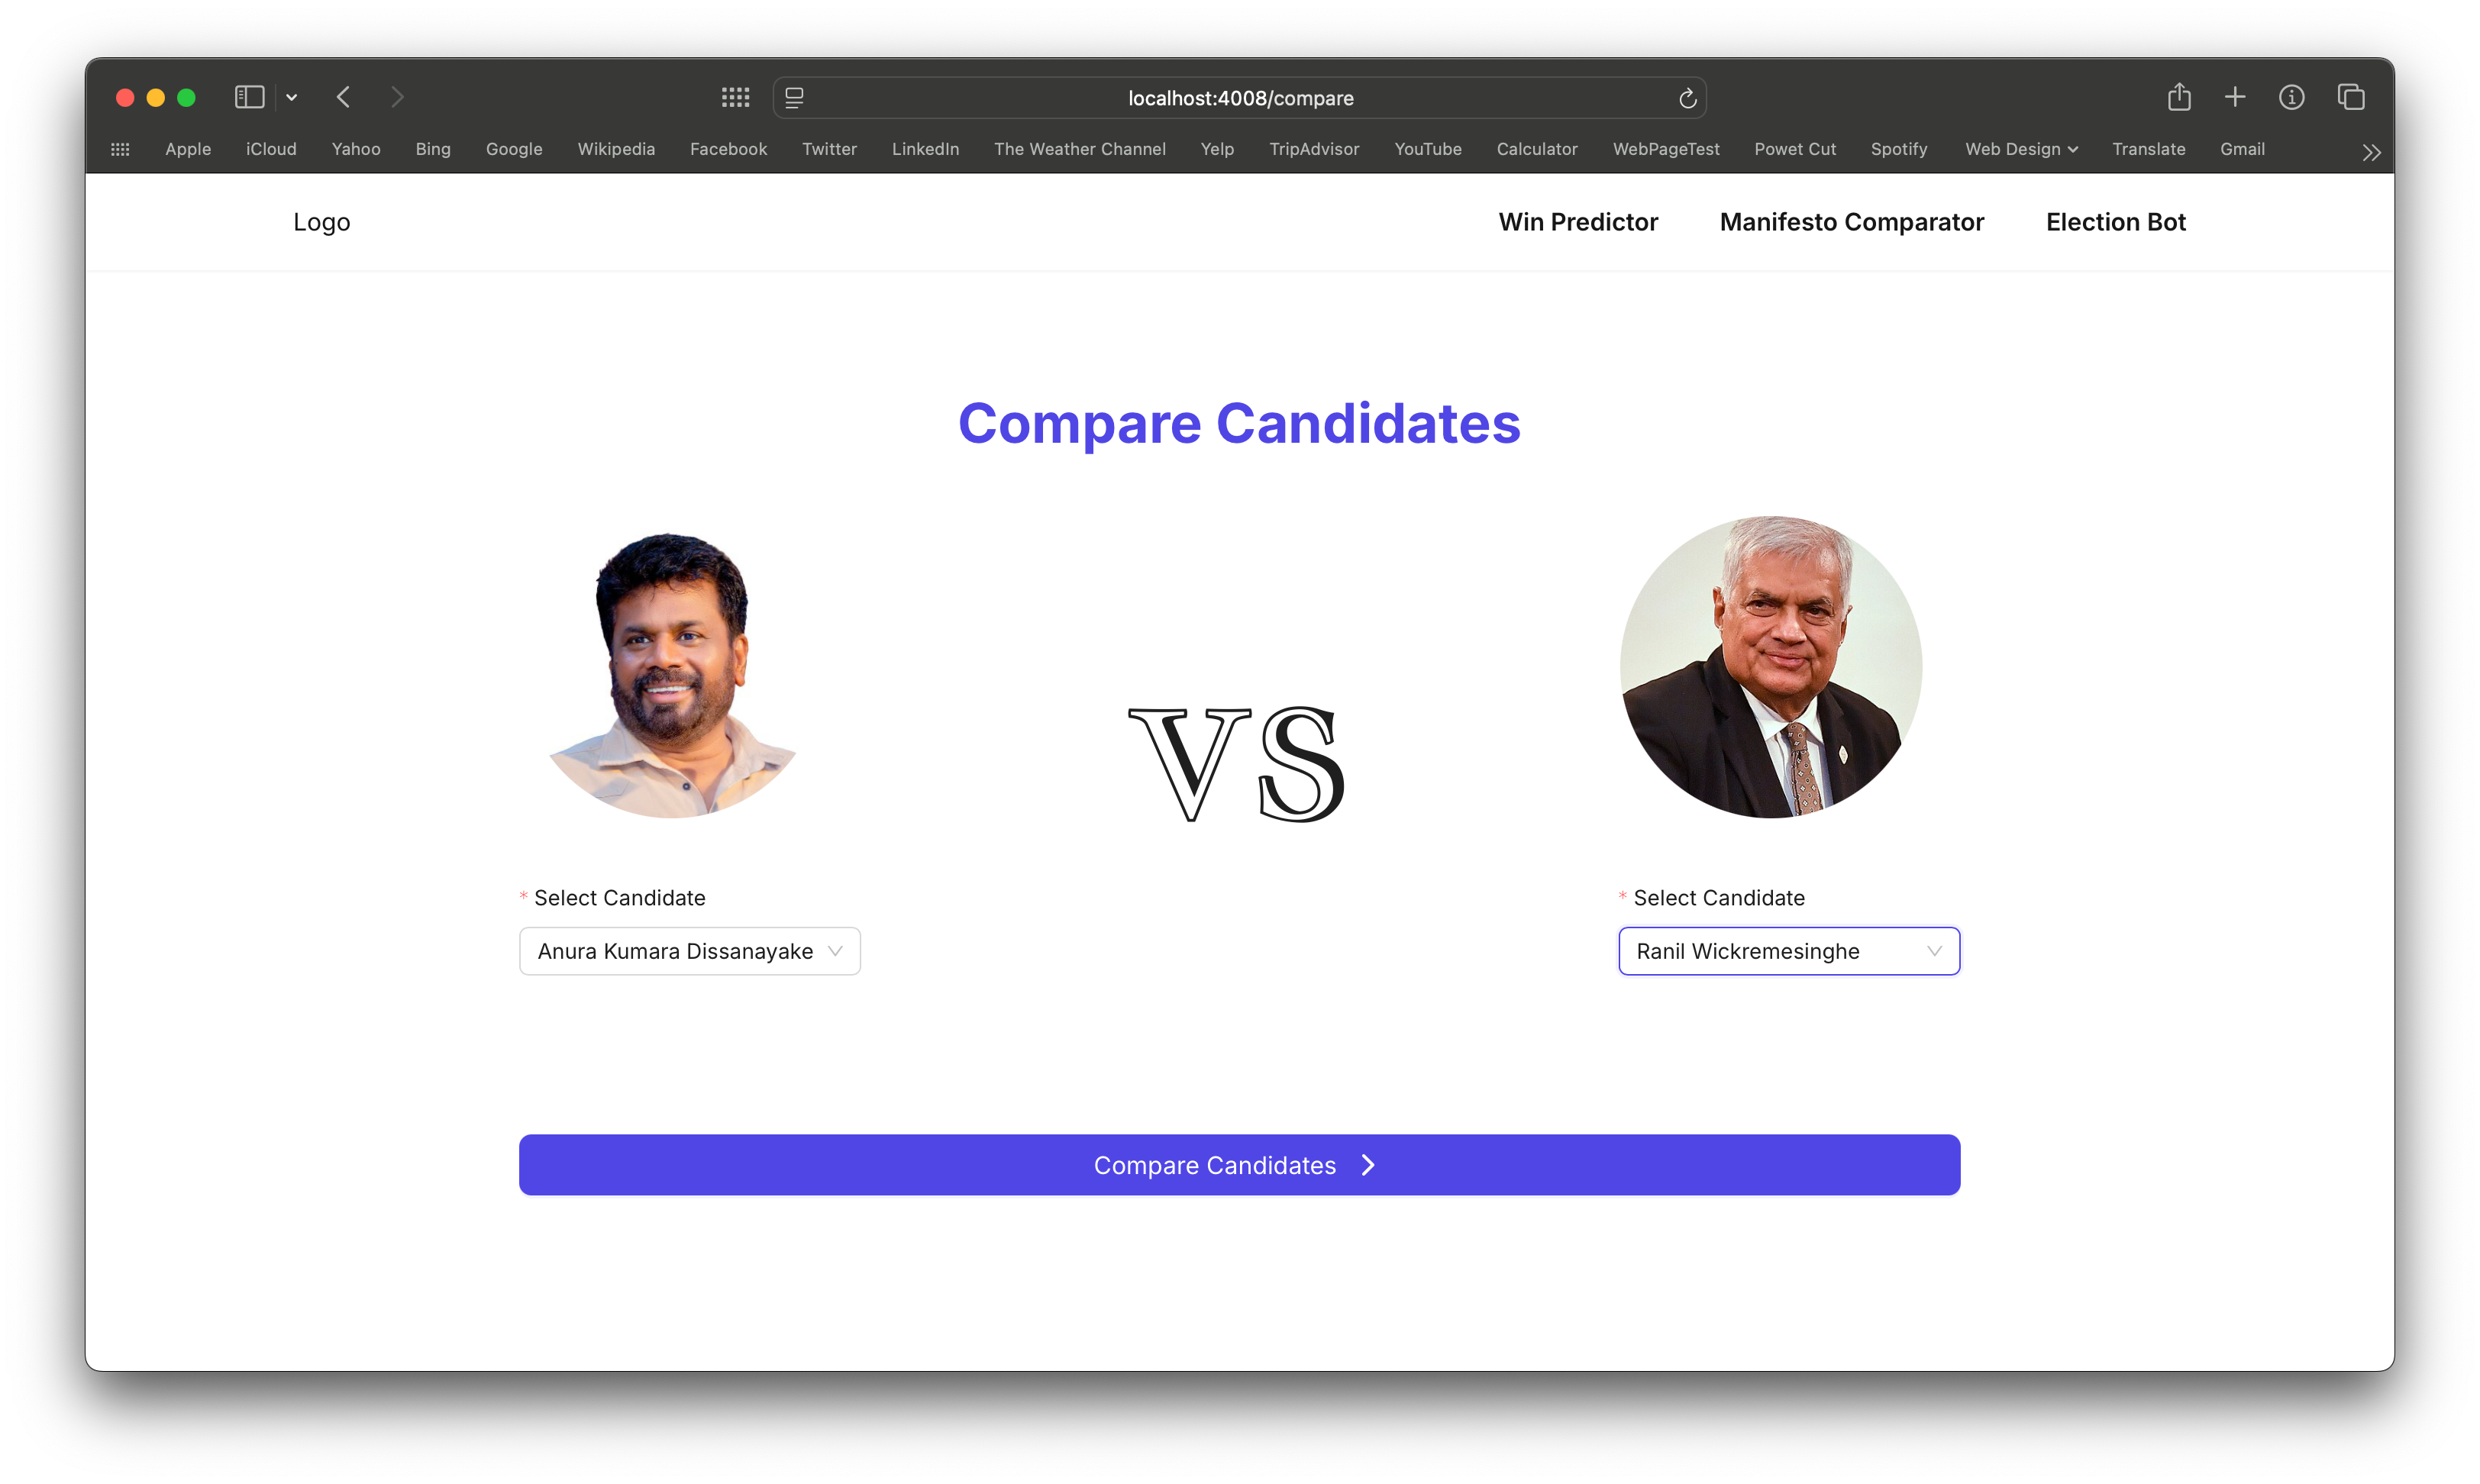 localhost:4008/compare
Apple iCloud Yahoo Bing Google Wikipedia Facebook Twitter LinkedIn The Weather Channel Yelp TripAdvisor YouTube Calculator WebPageTest Powet Cut Spotify Web Design Translate Gmail
Logo Win Predictor Manifesto Comparator Election Bot
Compare Candidates
VS
* Select Candidate * Select Candidate
Anura Kumara Dissanayake Ranil Wickremesinghe
Compare Candidates